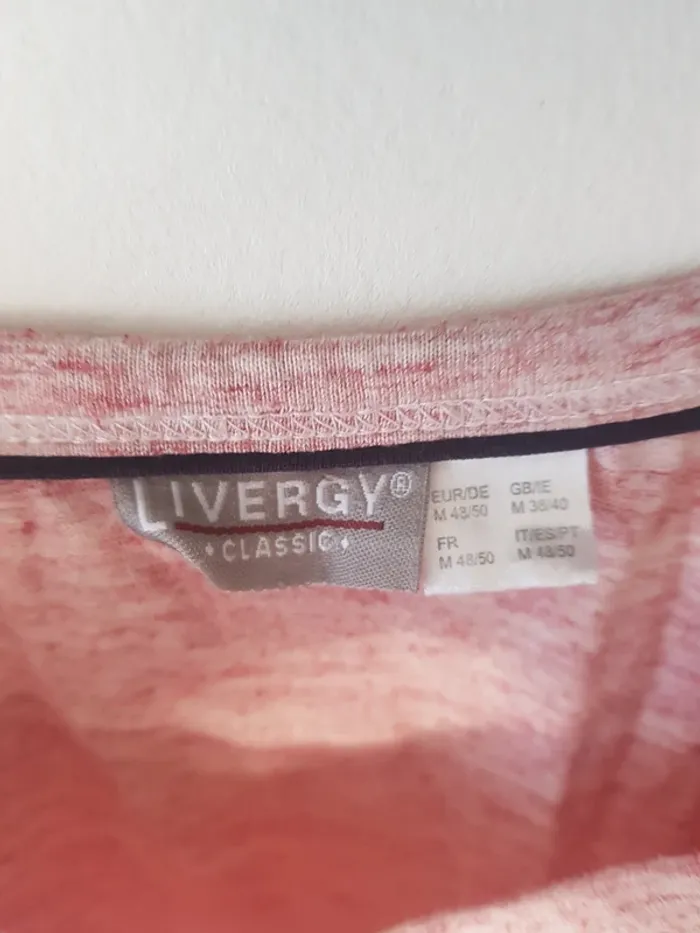 LIVERGY®
CLASSIC
EUR/DE
M 48/50
GB/IE
M 38/40
FR
M 48/50
IT/ES/PT
M 48/50